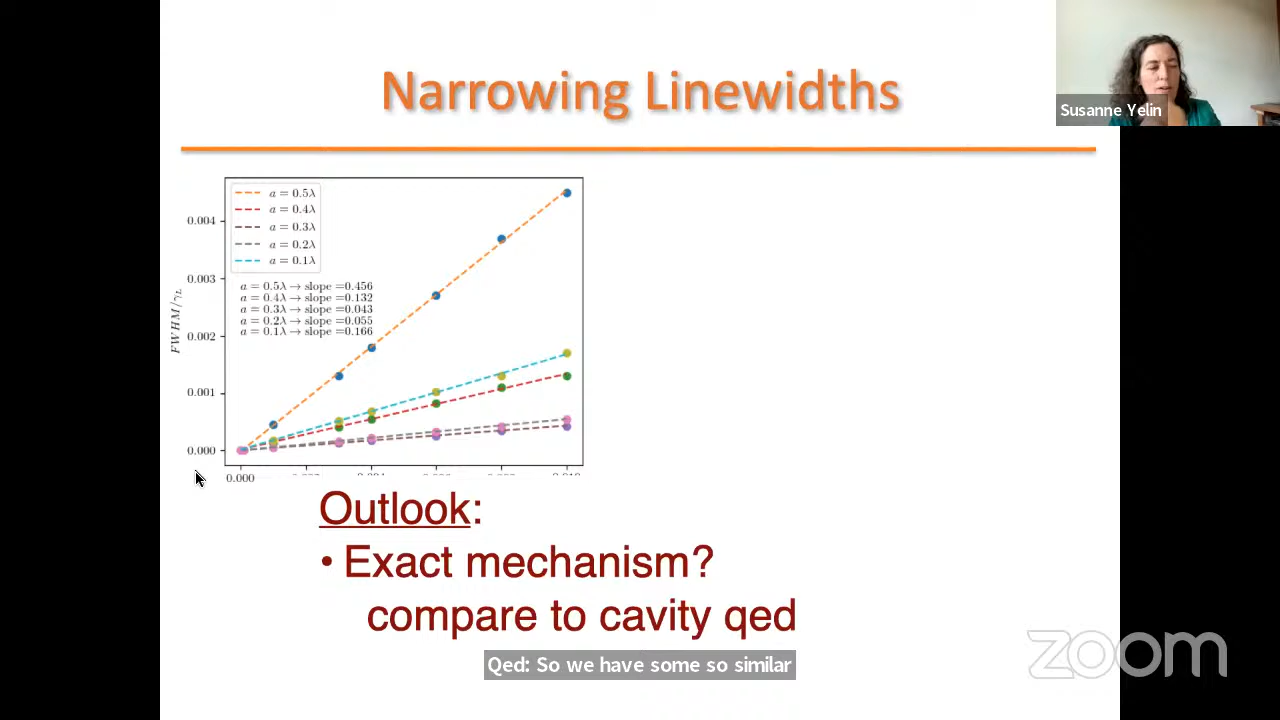 Narrowing Linewidths
Susanne Yelin
a = 0.5λ
a = 0.4λ
a = 0.3λ
a = 0.2λ
a = 0.1λ
a = 0.5λ → slope =0.456
a = 0.4λ → slope =0.132
a = 0.3λ → slope =0.043
a = 0.2λ → slope =0.055
a = 0.1λ → slope =0.166
0.004
0.003
0.002
0.001
0.000
FWHM/γ_L
0.000
Outlook:
• Exact mechanism?
compare to cavity qed
Qed: So we have some so similar
zoom